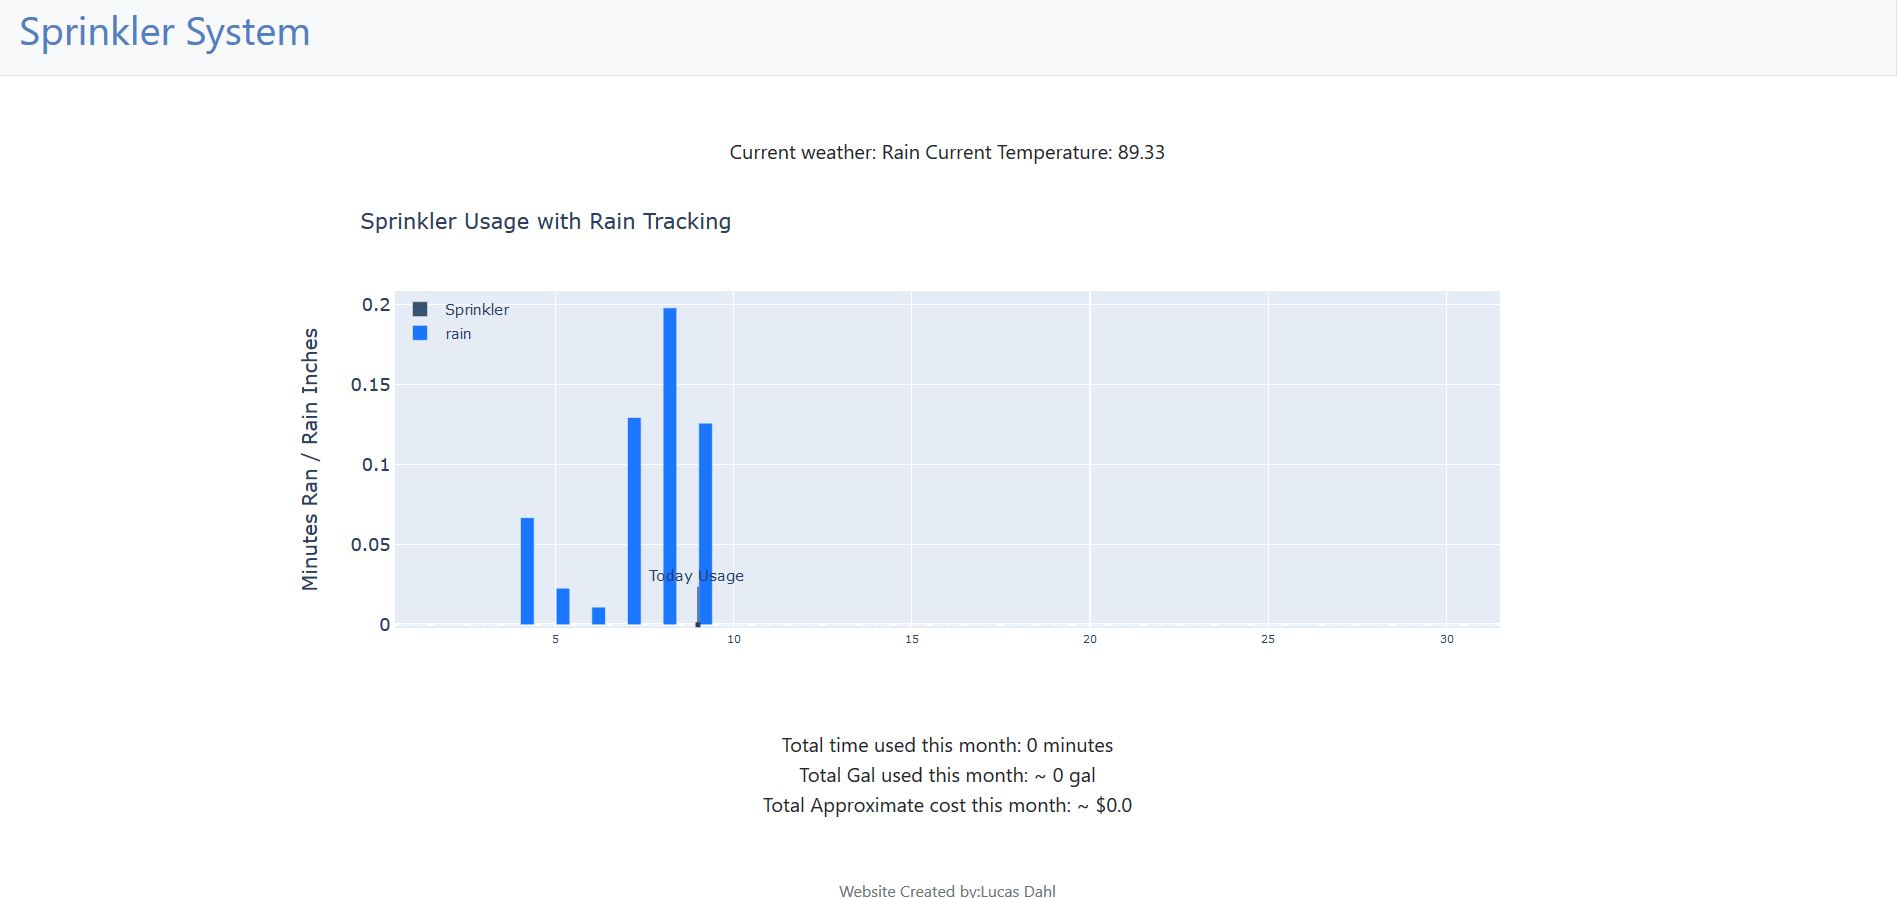 Sprinkler System
Current weather: Rain Current Temperature: 89.33
Sprinkler Usage with Rain Tracking
Minutes Ran / Rain Inches
0.2
0.15
0.1
0.05
0
Sprinkler
rain
Today Usage
5
10
15
20
25
30
Total time used this month: 0 minutes
Total Gal used this month: ~ 0 gal
Total Approximate cost this month: ~ $0.0
Website Created by:Lucas Dahl